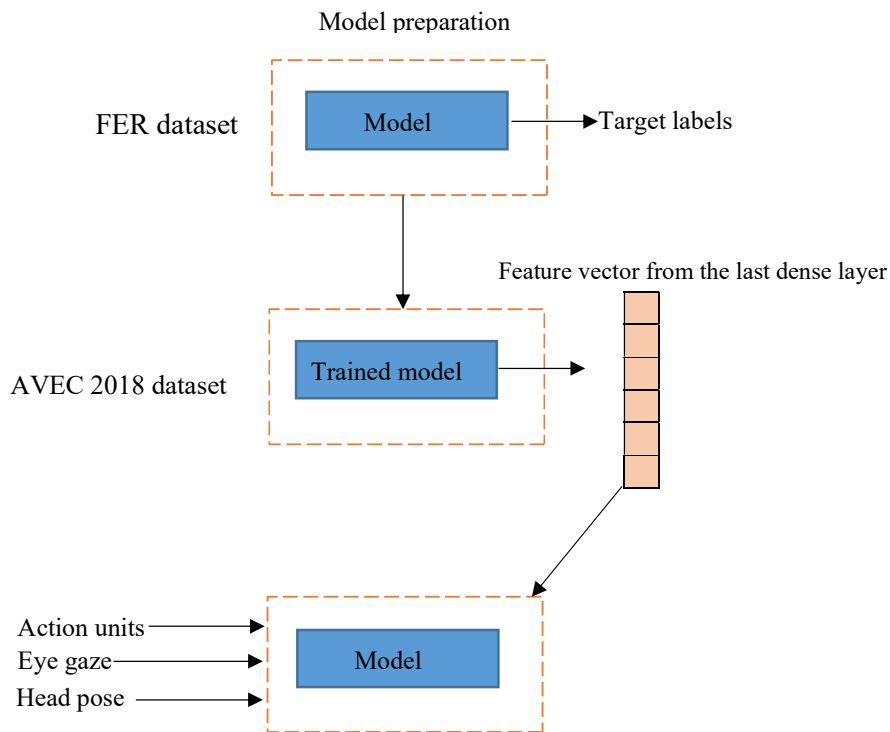 Model preparation
FER dataset
Model
Target labels
Feature vector from the last dense layer
AVEC 2018 dataset
Trained model
Action units
Eye gaze
Head pose
Model